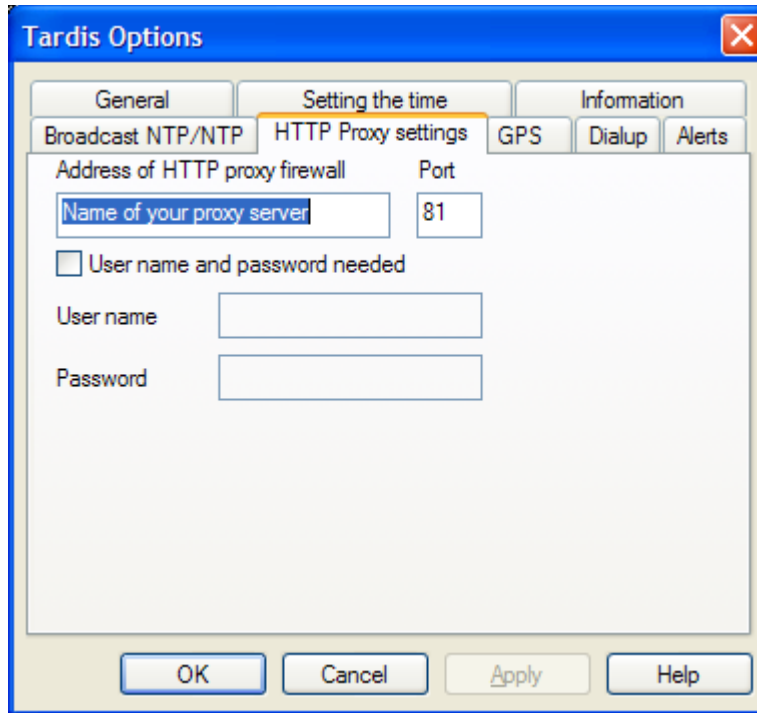 Tardis Options
General Setting the time Information
Broadcast NTP/NTP HTTP Proxy settings GPS Dialup Alerts
Address of HTTP proxy firewall Port
Name of your proxy server 81
User name and password needed
User name
Password
OK Cancel Apply Help